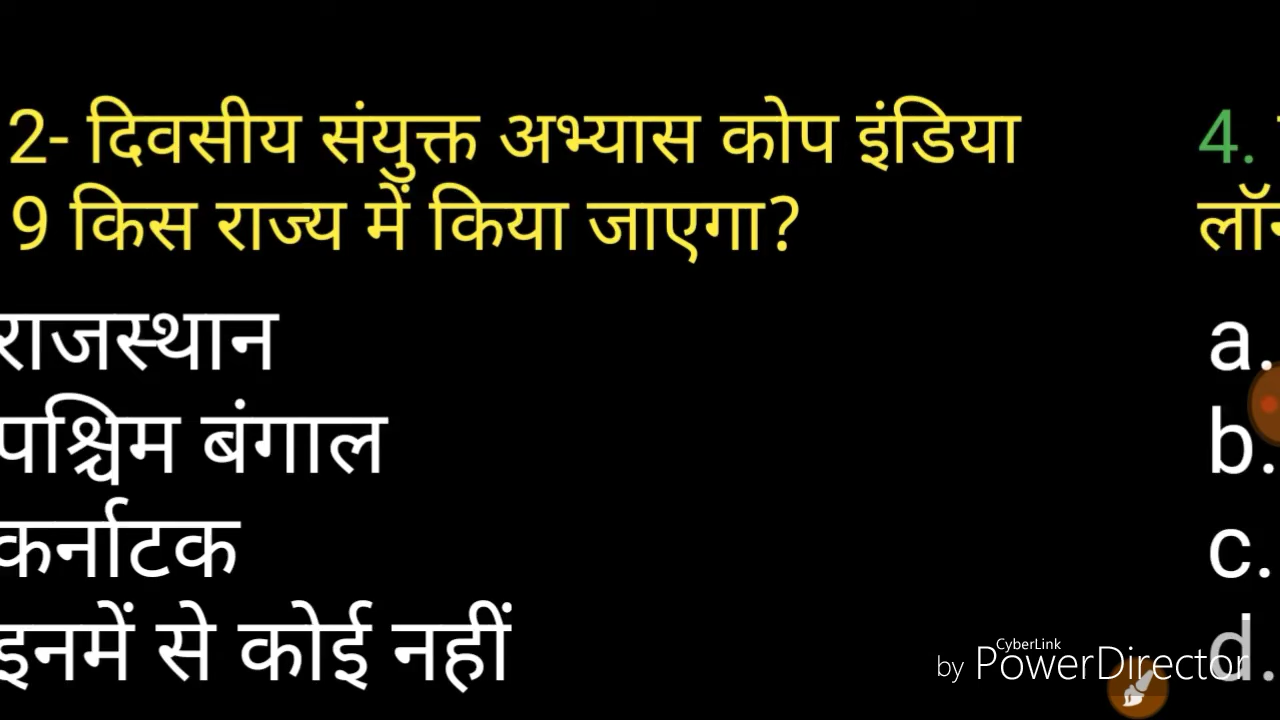 2- दिवसीय संयुक्त अभ्यास कोप इंडिया
9 किस राज्य में किया जाएगा?
राजस्थान
पश्चिम बंगाल
कर्नाटक
इनमें से कोई नहीं
4.
a.
b.
c.
d.
CyberLink
by PowerDirector